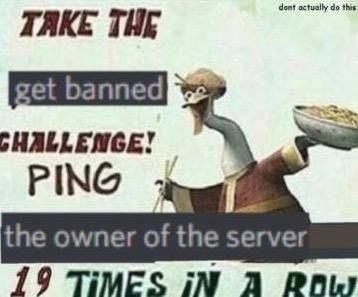 dont actually do this
TAKE THE
get banned
CHALLENGE!
PING
the owner of the server
19 TIMES IN A ROW